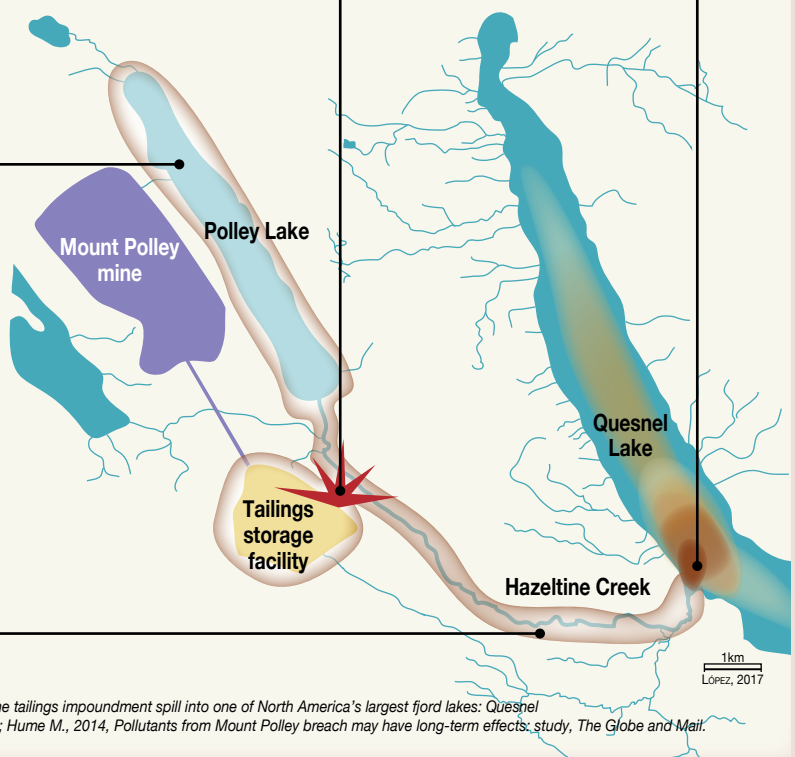 Polley Lake
Mount Polley
mine
Quesnel
Lake
Tailings
storage
facility
Hazeltine Creek
1km
LÓPEZ, 2017
tailings impoundment spill into one of North America's largest fjord lakes: Quesnel
; Hume M., 2014, Pollutants from Mount Polley breach may have long-term effects: study, The Globe and Mail.